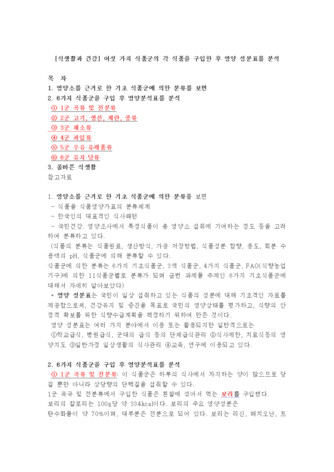 [식생활과 건강] 여섯 가지 식품군의 각 식품을 구입한 후 영양 성분표를 분석
목  차
1. 영양소를 근거로 한 기초 식품군에 의한 분류를 보면
2. 6가지 식품군을 구입 후 영양분석표를 분석
① 1군 곡류 및 전분류
② 2군 고기, 생선, 계란, 콩류
③ 3군 채소류
④ 4군 과일류
⑤ 5군 우유 유제품류
⑥ 6군 유지 당류
3. 올바른 식생활
참고자료
1. 영양소를 근거로 한 기초 식품군에 의한 분류를 보면
- 식품을 식품영양가표의 분류체계
- 한국인의 대표적인 식사패턴
- 국민건강. 영양조사에서 특정식품이 총 영양소 섭취에 기여하는 정도 등을 고려
하여 분류하고 있다.
(식품의 분류는 식품원료, 생산방식, 가공 저장방법, 식품성분 함량, 용도, 회분 수
용액의 pH, 식품군에 의해 분류할 수 있다.
식품군에 의한 분류는 6가지 기초식품군, 3색 식품군, 4가지 식품군, FAO(식량농업
기구)에 의한 11식품군별로 분류가 되며 금번 과제물 주제인 6가지 기초식품군에
대해서 자세히 알아보았다)
* 영양 성분표는 국민이 일상 섭취하고 있는 식품의 성분에 대해 기초적인 자료를
제공함으로써, 건강유지 및 증진을 목표로 국민의 영양상태를 평가하고, 식량의 안
정적 확보를 위한 식량수급계획을 책정하기 위하여 만든 것이다.
영양 성분표는 여러 가지 분야에서 이용 또는 활용되지만 일반적으로는
①학교급식, 병원급식, 군대의 급식 등의 단체급식관리 ②식사제한, 치료식등의 영
양지도 ③일반가정 일상생활의 식사관리 ④교육, 연구에 이용되고 있다.
2. 6가지 식품군을 구입 후 영양분석표를 분석
① 1군 곡류 및 전분류 이 식품군은 하루의 식사에서 차지하는 양이 많으므로 당
질 뿐만 아니라 상당량의 단백질을 섭취할 수 있다.
1군 곡류 및 전분류에서 구입한 식품은 흰쌀에 섞어서 먹는 보리를 구입했다.
보리의 칼로리는 100g당 약 334kcal이다. 보리의 주요 영양성분은
탄수화물이 약 70%이며, 대부분은 전분으로 되어 있다. 보리는 리신, 메치오닌, 트